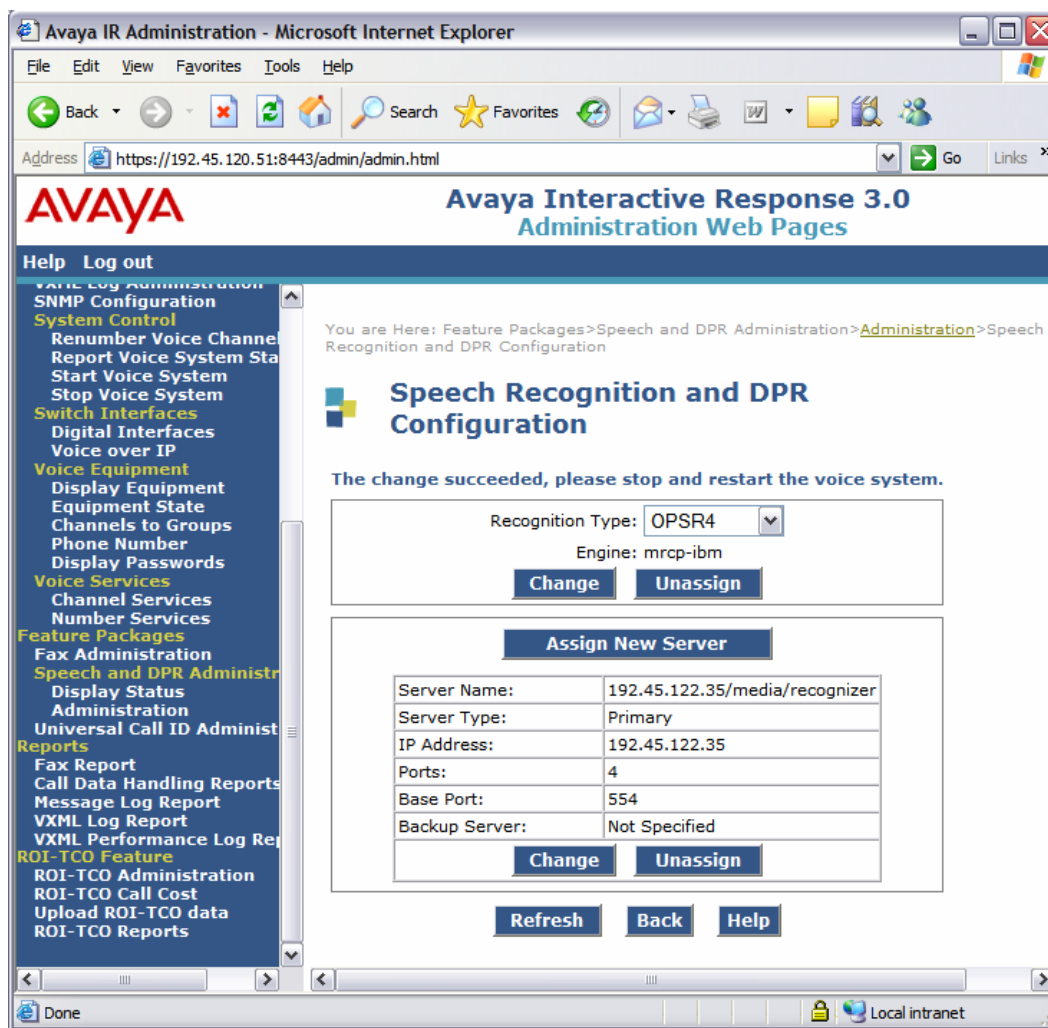 Avaya IR Administration - Microsoft Internet Explorer
File Edit View Favorites Tools Help
Back Search Favorites
Address https://192.45.120.51:8443/admin/admin.html Go Links »
AVAYA
Avaya Interactive Response 3.0
Administration Web Pages
Help Log out
VXML Log Administration
SNMP Configuration
System Control
Renumber Voice Channel
Report Voice System Sta
Start Voice System
Stop Voice System
Switch Interfaces
Digital Interfaces
Voice over IP
Voice Equipment
Display Equipment
Equipment State
Channels to Groups
Phone Number
Display Passwords
Voice Services
Channel Services
Number Services
Feature Packages
Fax Administration
Speech and DPR Administr
Display Status
Administration
Universal Call ID Administ
Reports
Fax Report
Call Data Handling Reports
Message Log Report
VXML Log Report
VXML Performance Log Rep
ROI-TCO Feature
ROI-TCO Administration
ROI-TCO Call Cost
Upload ROI-TCO data
ROI-TCO Reports
You are Here: Feature Packages>Speech and DPR Administration>Administration>Speech
Recognition and DPR Configuration
Speech Recognition and DPR
Configuration
The change succeeded, please stop and restart the voice system.
Recognition Type: OPSR4
Engine: mrcp-ibm
Change Unassign
Assign New Server
Server Name: 192.45.122.35/media/recognizer
Server Type: Primary
IP Address: 192.45.122.35
Ports: 4
Base Port: 554
Backup Server: Not Specified
Change Unassign
Refresh Back Help
Done Local intranet